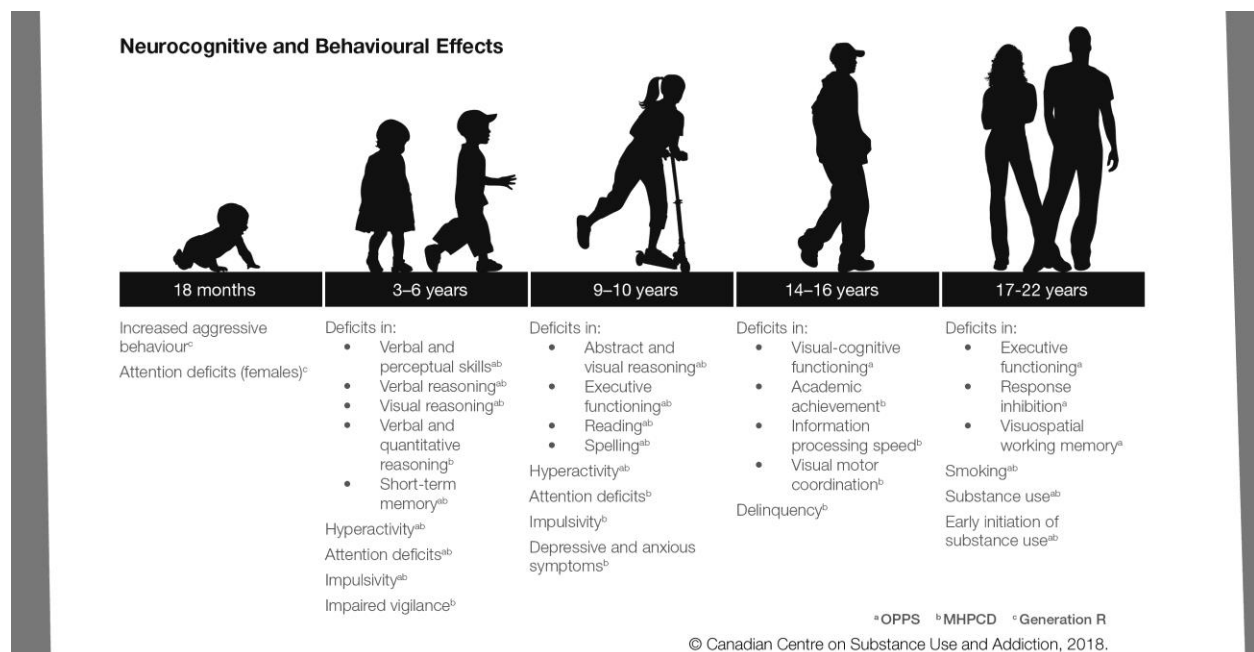 Neurocognitive and Behavioural Effects
18 months
3–6 years
9–10 years
14–16 years
17-22 years
Increased aggressive
behaviourᶜ
Attention deficits (females)ᶜ
Deficits in:
• Verbal and
perceptual skillsᵃᵇ
• Verbal reasoningᵃᵇ
• Visual reasoningᵃᵇ
• Verbal and
quantitative
reasoningᵇ
• Short-term
memoryᵃᵇ
Hyperactivityᵃᵇ
Attention deficitsᵃᵇ
Impulsivityᵃᵇ
Impaired vigilanceᵇ
Deficits in:
• Abstract and
visual reasoningᵃᵇ
• Executive
functioningᵃᵇ
• Readingᵃᵇ
• Spellingᵃᵇ
Hyperactivityᵃᵇ
Attention deficitsᵇ
Impulsivityᵇ
Depressive and anxious
symptomsᵇ
Deficits in:
• Visual-cognitive
functioningᵃ
• Academic
achievementᵇ
• Information
processing speedᵇ
• Visual motor
coordinationᵇ
Delinquencyᵇ
Deficits in:
• Executive
functioningᵃ
• Response
inhibitionᵃ
• Visuospatial
working memoryᵃ
Smokingᵃᵇ
Substance useᵃᵇ
Early initiation of
substance useᵃᵇ
ᵃ OPPS ᵇ MHPCD ᶜ Generation R
© Canadian Centre on Substance Use and Addiction, 2018.